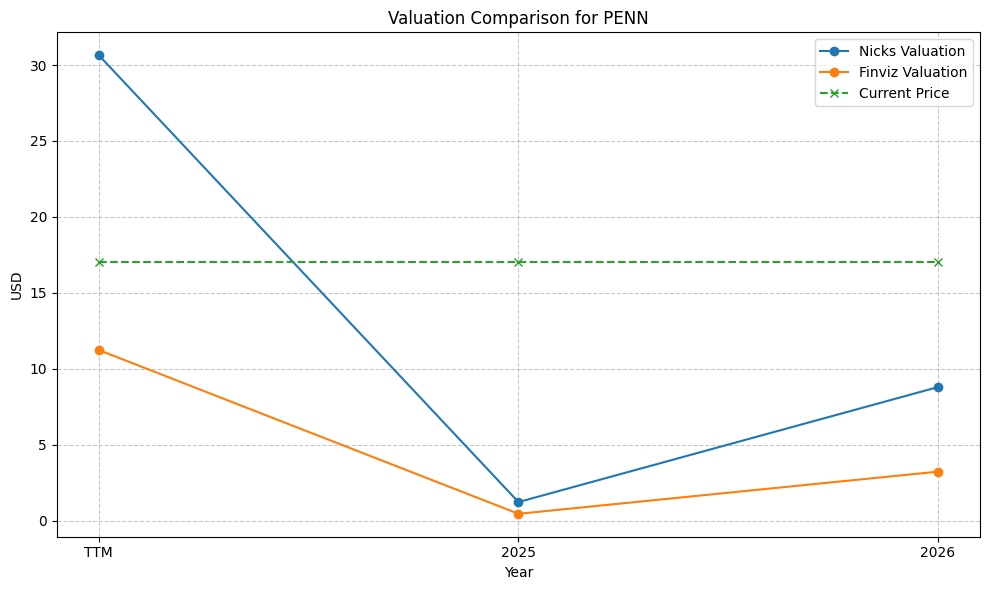 Valuation Comparison for PENN
Nicks Valuation
Finviz Valuation
Current Price
USD
30
25
20
15
10
5
0
TTM
2025
2026
Year